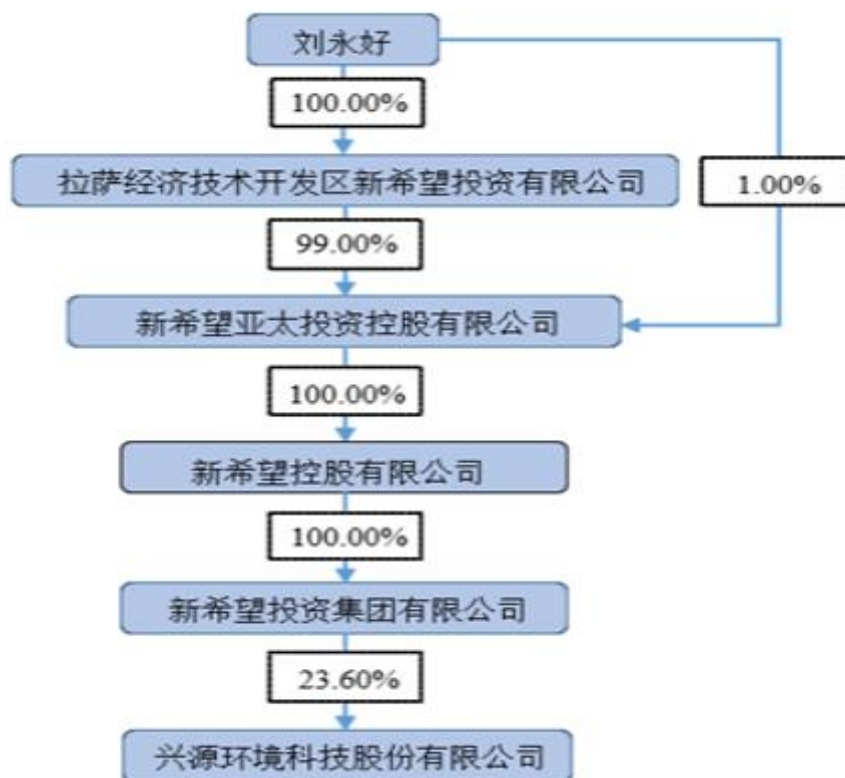 刘永好
100.00%
拉萨经济技术开发区新希望投资有限公司
1.00%
99.00%
新希望亚太投资控股有限公司
100.00%
新希望控股有限公司
100.00%
新希望投资集团有限公司
23.60%
兴源环境科技股份有限公司